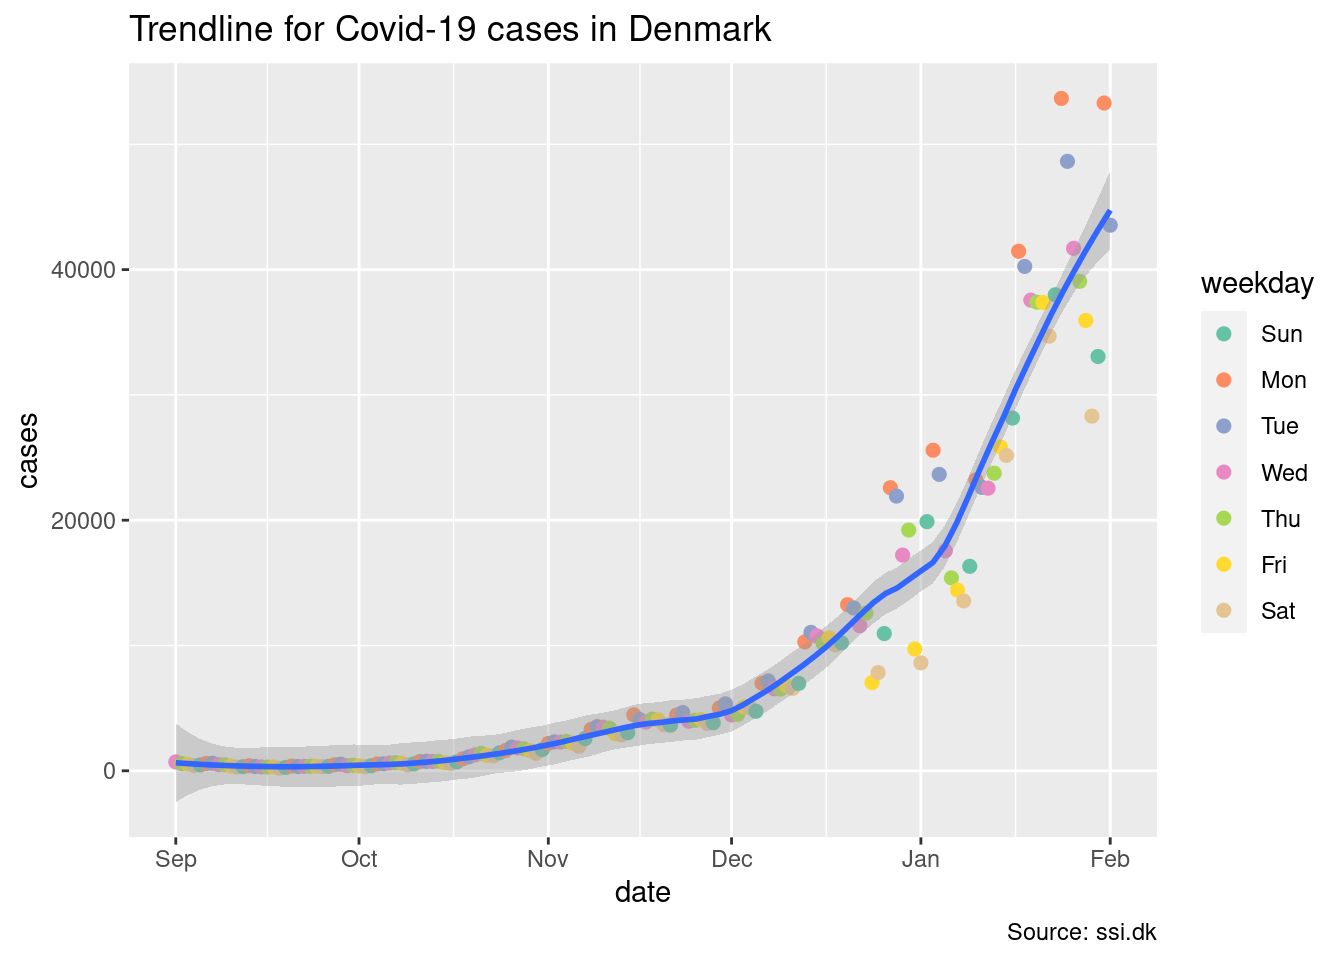 Trendline for Covid-19 cases in Denmark
cases
40000
20000
0
Sep Oct Nov Dec Jan Feb
date
weekday
Sun
Mon
Tue
Wed
Thu
Fri
Sat
Source: ssi.dk